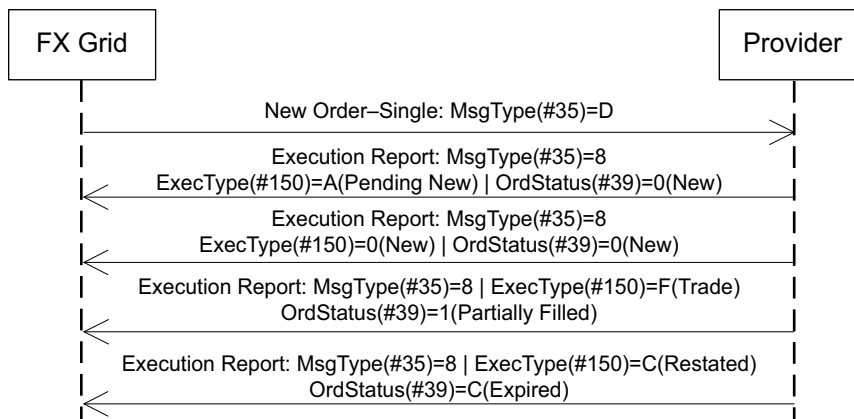 FX Grid
Provider
New Order–Single: MsgType(#35)=D
Execution Report: MsgType(#35)=8
ExecType(#150)=A(Pending New) | OrdStatus(#39)=0(New)
Execution Report: MsgType(#35)=8
ExecType(#150)=0(New) | OrdStatus(#39)=0(New)
Execution Report: MsgType(#35)=8 | ExecType(#150)=F(Trade)
OrdStatus(#39)=1(Partially Filled)
Execution Report: MsgType(#35)=8 | ExecType(#150)=C(Restated)
OrdStatus(#39)=C(Expired)